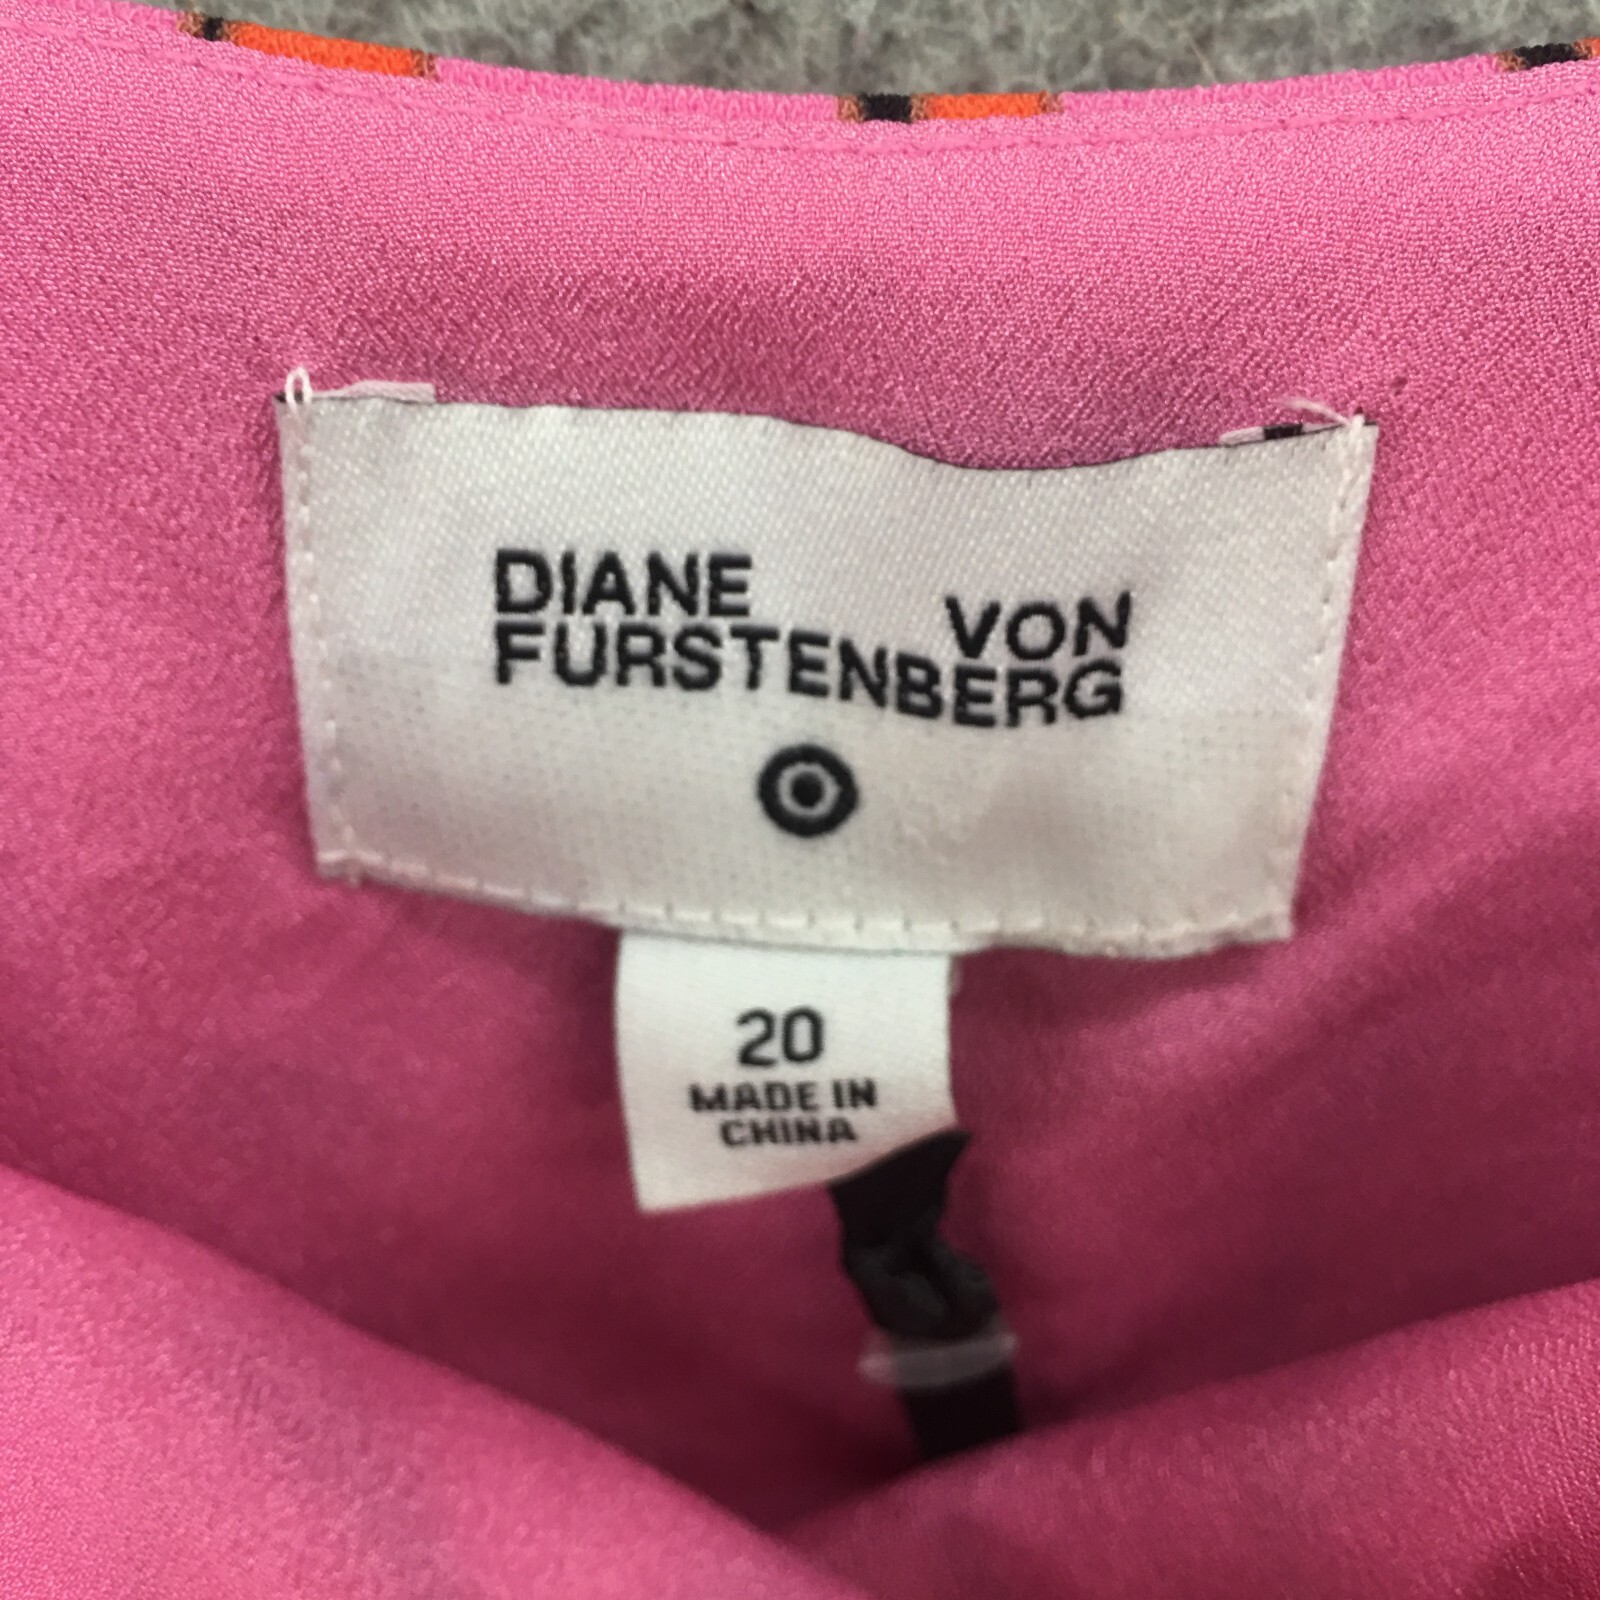 DIANE VON
FURSTENBERG
20
MADE IN
CHINA